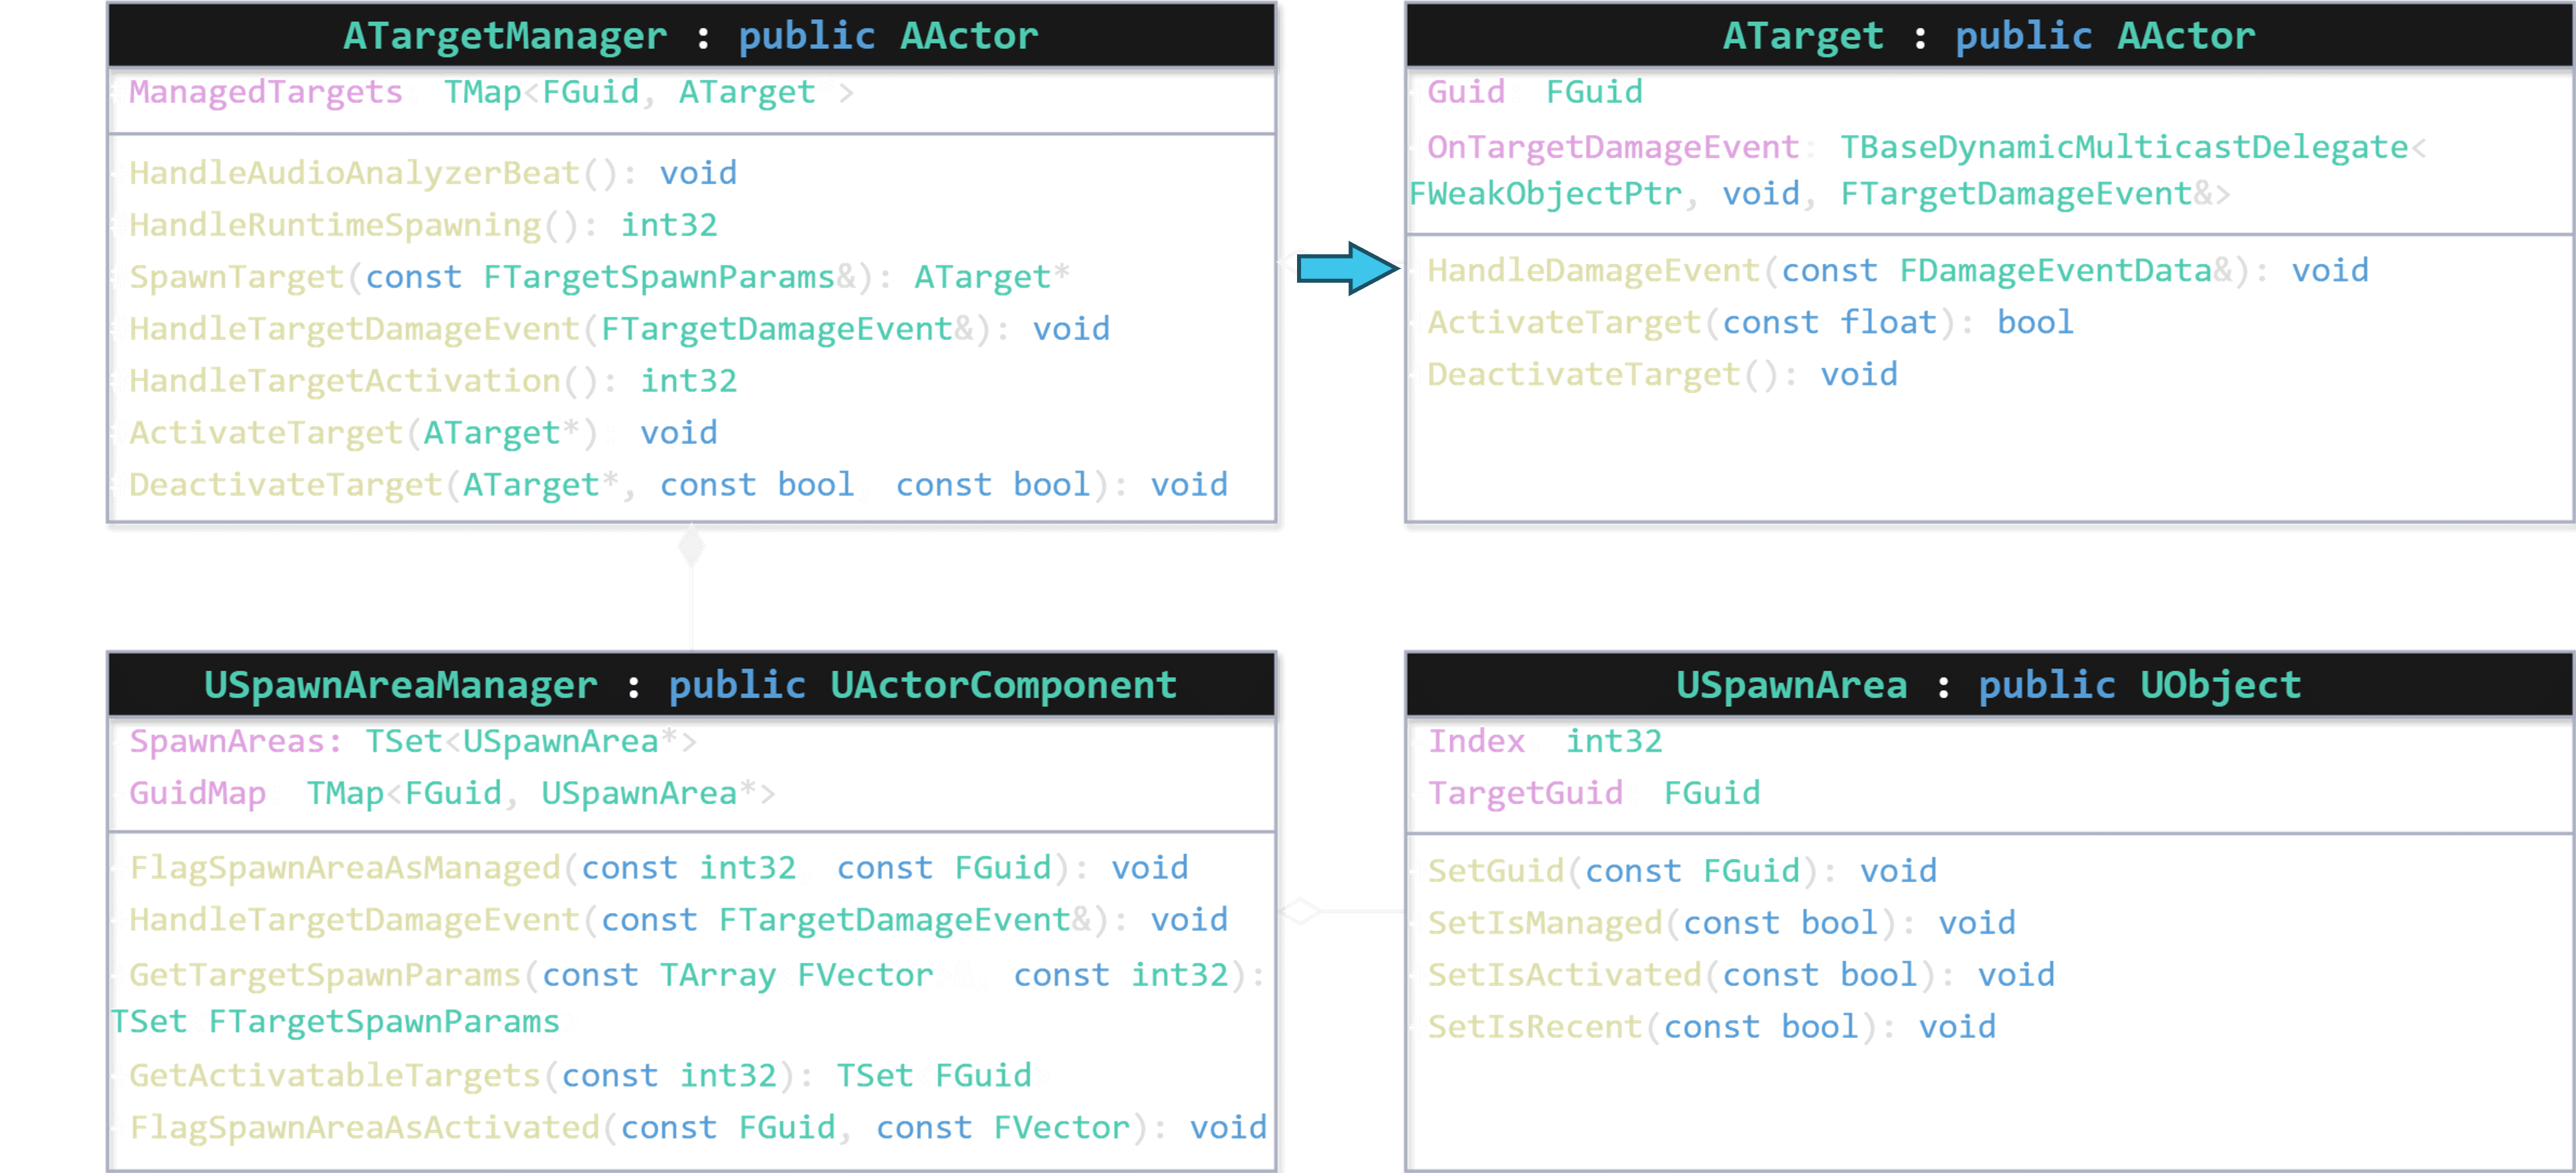 ATargetManager : public AActor
ManagedTargets TMap<FGuid, ATarget >
HandleAudioAnalyzerBeat(): void
HandleRuntimeSpawning(): int32
SpawnTarget(const FTargetSpawnParams&): ATarget*
HandleTargetDamageEvent(FTargetDamageEvent&): void
HandleTargetActivation(): int32
ActivateTarget(ATarget*) void
DeactivateTarget(ATarget*, const bool const bool): void
ATarget : public AActor
Guid FGuid
OnTargetDamageEvent: TBaseDynamicMulticastDelegate<
FWeakObjectPtr, void, FTargetDamageEvent&>
HandleDamageEvent(const FDamageEventData&): void
ActivateTarget(const float): bool
DeactivateTarget(): void
USpawnAreaManager : public UActorComponent
SpawnAreas: TSet<USpawnArea*>
GuidMap TMap<FGuid, USpawnArea*>
FlagSpawnAreaAsManaged(const int32 const FGuid): void
HandleTargetDamageEvent(const FTargetDamageEvent&): void
GetTargetSpawnParams(const TArray FVector const int32):
TSet FTargetSpawnParams
GetActivatableTargets(const int32): TSet FGuid
FlagSpawnAreaAsActivated(const FGuid, const FVector): void
USpawnArea : public UObject
Index int32
TargetGuid FGuid
SetGuid(const FGuid): void
SetIsManaged(const bool): void
SetIsActivated(const bool): void
SetIsRecent(const bool): void